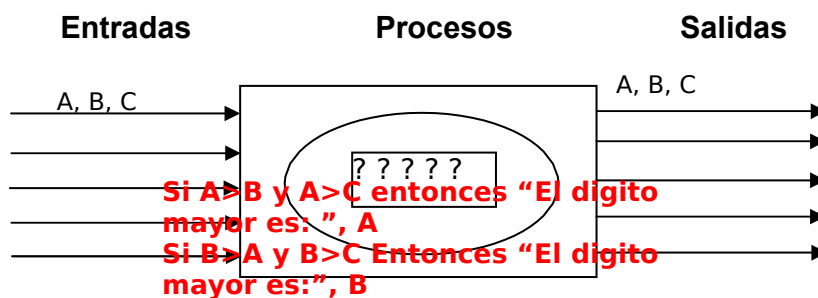 Entradas Procesos Salidas
A, B, C
A, B, C
? ? ? ? ?
Si A>B y A>C entonces “El digito
mayor es: ”, A
Si B>A y B>C Entonces “El digito
mayor es:”, B